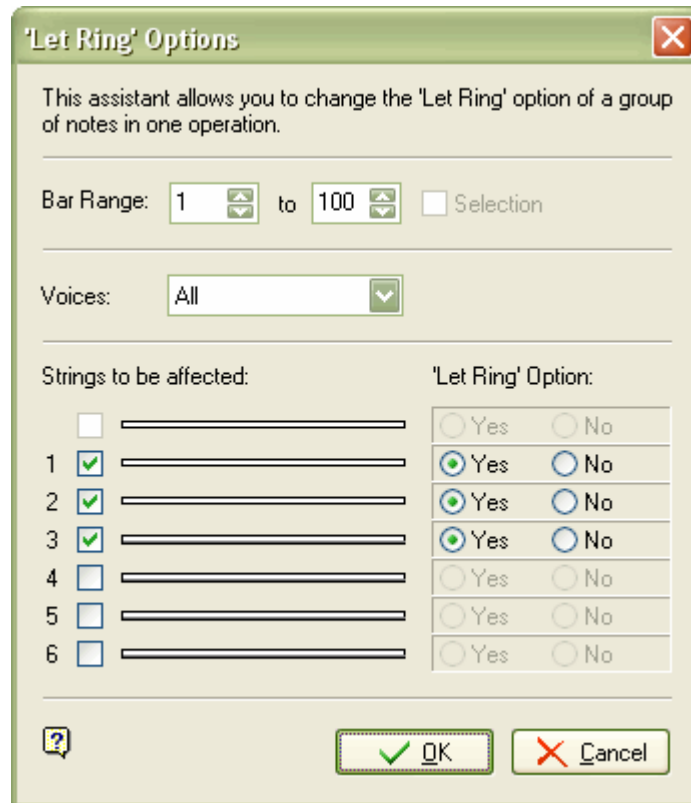 'Let Ring' Options
This assistant allows you to change the 'Let Ring' option of a group
of notes in one operation.
Bar Range: 1 to 100 Selection
Voices: All
Strings to be affected: 'Let Ring' Option:
Yes No
1 Yes No
2 Yes No
3 Yes No
4 Yes No
5 Yes No
6 Yes No
? OK Cancel